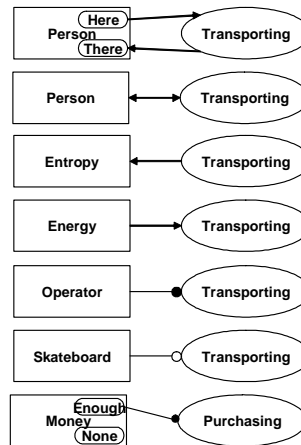 Here
Person Transporting
There
Person Transporting
Entropy Transporting
Energy Transporting
Operator Transporting
Skateboard Transporting
Enough
Money Purchasing
None